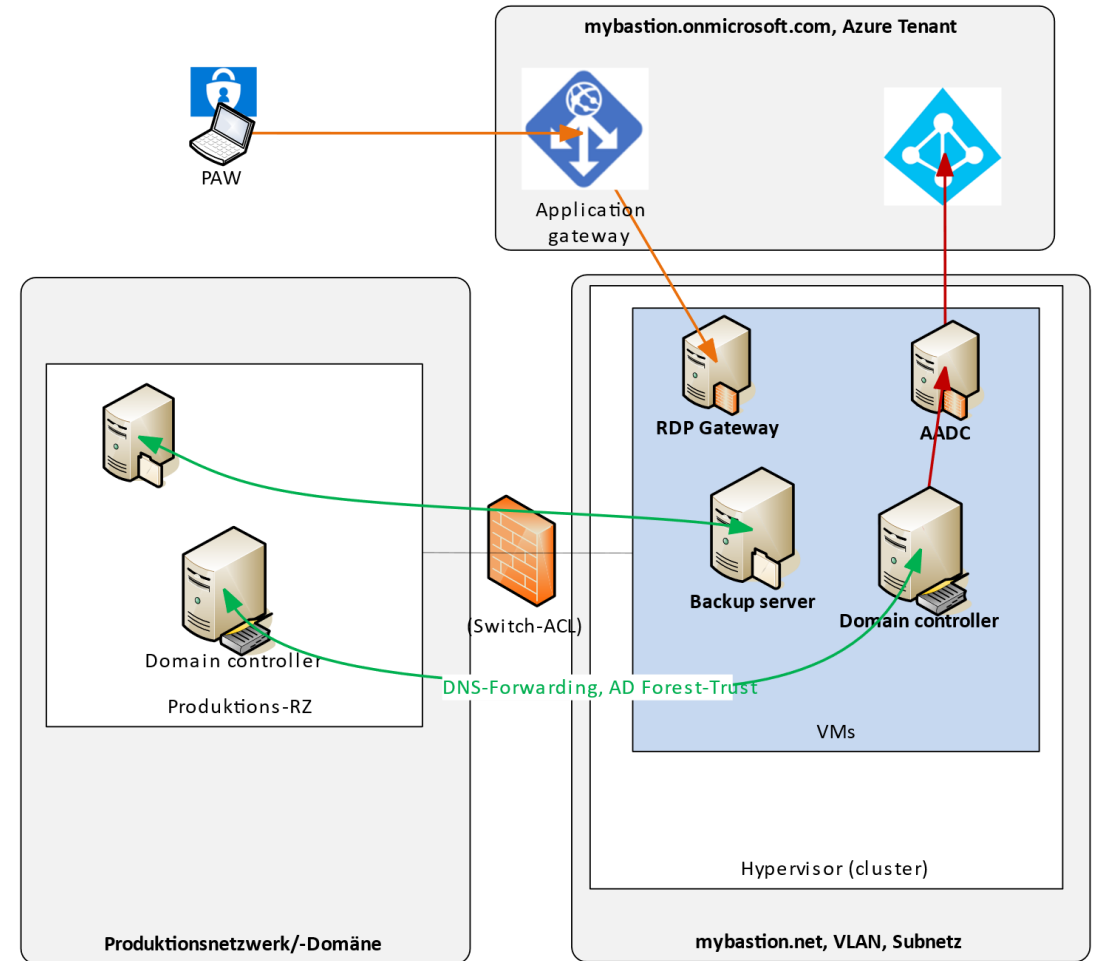 mybastion.onmicrosoft.com, Azure Tenant
PAW
Application
gateway
RDP Gateway
AADC
Backup server
Domain controller
(Switch-ACL)
Domain controller
DNS-Forwarding, AD Forest-Trust
Produktions-RZ
VMs
Hypervisor (cluster)
Produktionsnetzwerk/-Domäne
mybastion.net, VLAN, Subnetz